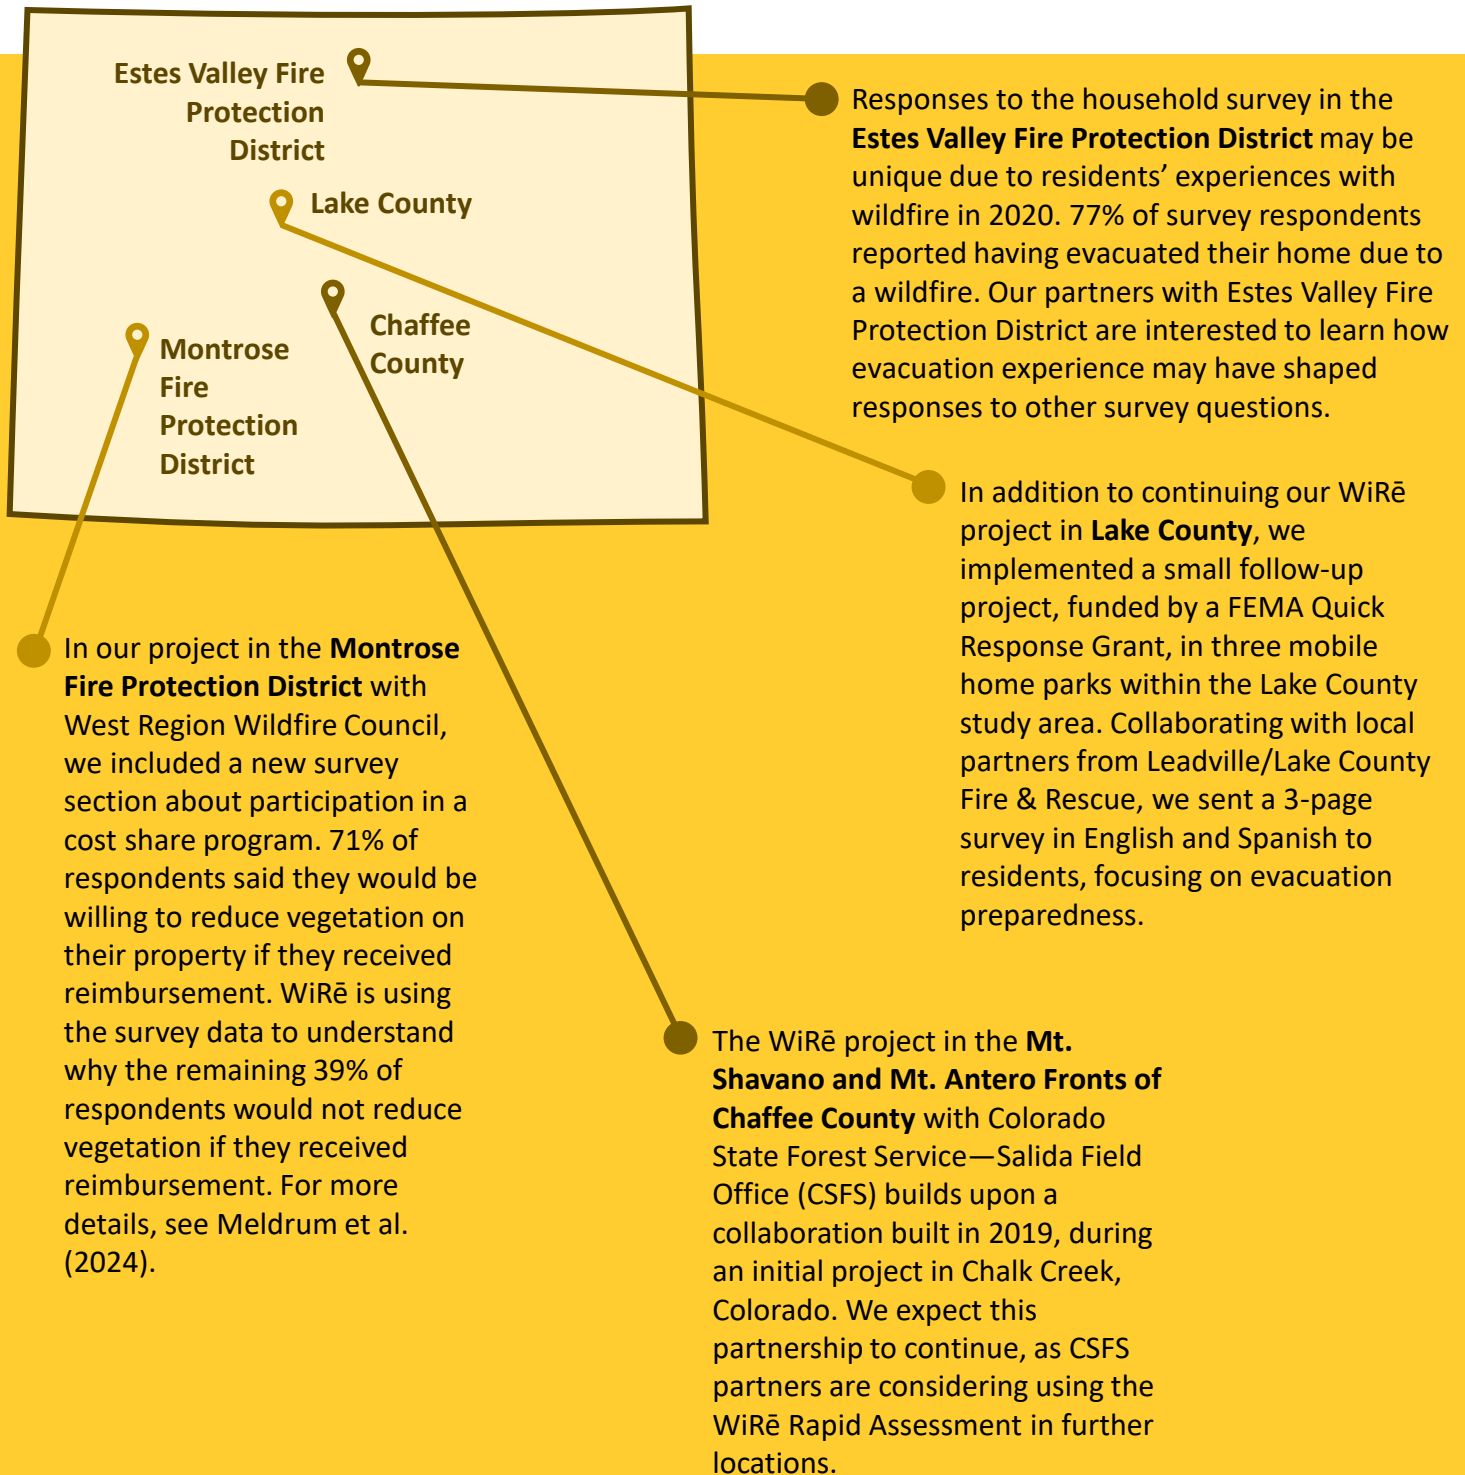 Estes Valley Fire
Protection
District
Lake County
Chaffee
County
Montrose
Fire
Protection
District
Responses to the household survey in the
Estes Valley Fire Protection District may be
unique due to residents’ experiences with
wildfire in 2020. 77% of survey respondents
reported having evacuated their home due to
a wildfire. Our partners with Estes Valley Fire
Protection District are interested to learn how
evacuation experience may have shaped
responses to other survey questions.
In addition to continuing our WiRē
project in Lake County, we
implemented a small follow-up
project, funded by a FEMA Quick
Response Grant, in three mobile
home parks within the Lake County
study area. Collaborating with local
partners from Leadville/Lake County
Fire & Rescue, we sent a 3-page
survey in English and Spanish to
residents, focusing on evacuation
preparedness.
In our project in the Montrose
Fire Protection District with
West Region Wildfire Council,
we included a new survey
section about participation in a
cost share program. 71% of
respondents said they would be
willing to reduce vegetation on
their property if they received
reimbursement. WiRē is using
the survey data to understand
why the remaining 39% of
respondents would not reduce
vegetation if they received
reimbursement. For more
details, see Meldrum et al.
(2024).
The WiRē project in the Mt.
Shavano and Mt. Antero Fronts of
Chaffee County with Colorado
State Forest Service—Salida Field
Office (CSFS) builds upon a
collaboration built in 2019, during
an initial project in Chalk Creek,
Colorado. We expect this
partnership to continue, as CSFS
partners are considering using the
WiRē Rapid Assessment in further
locations.